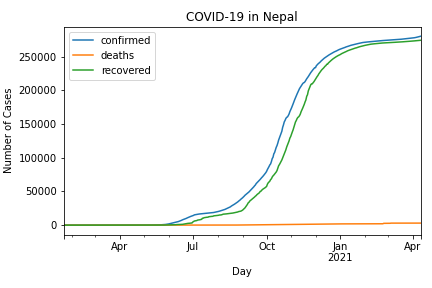 COVID-19 in Nepal
confirmed
deaths
recovered
Number of Cases
250000
200000
150000
100000
50000
0
Apr
Jul
Oct
Jan
2021
Apr
Day